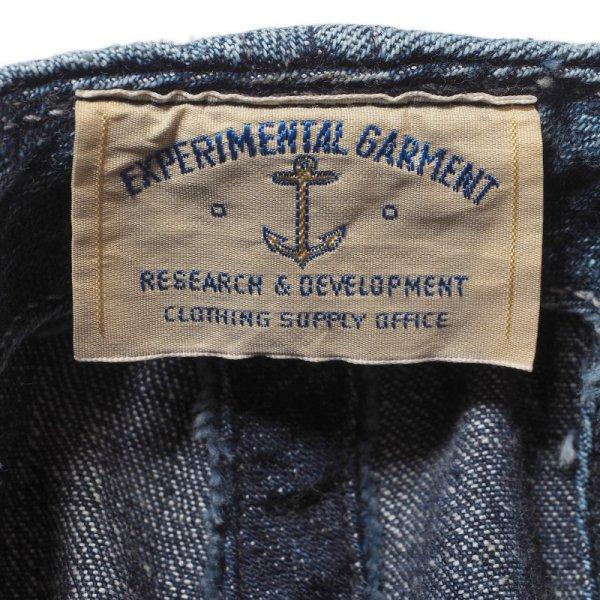 EXPERIMENTAL GARMENT
RESEARCH & DEVELOPMENT
CLOTHING SUPPLY OFFICE